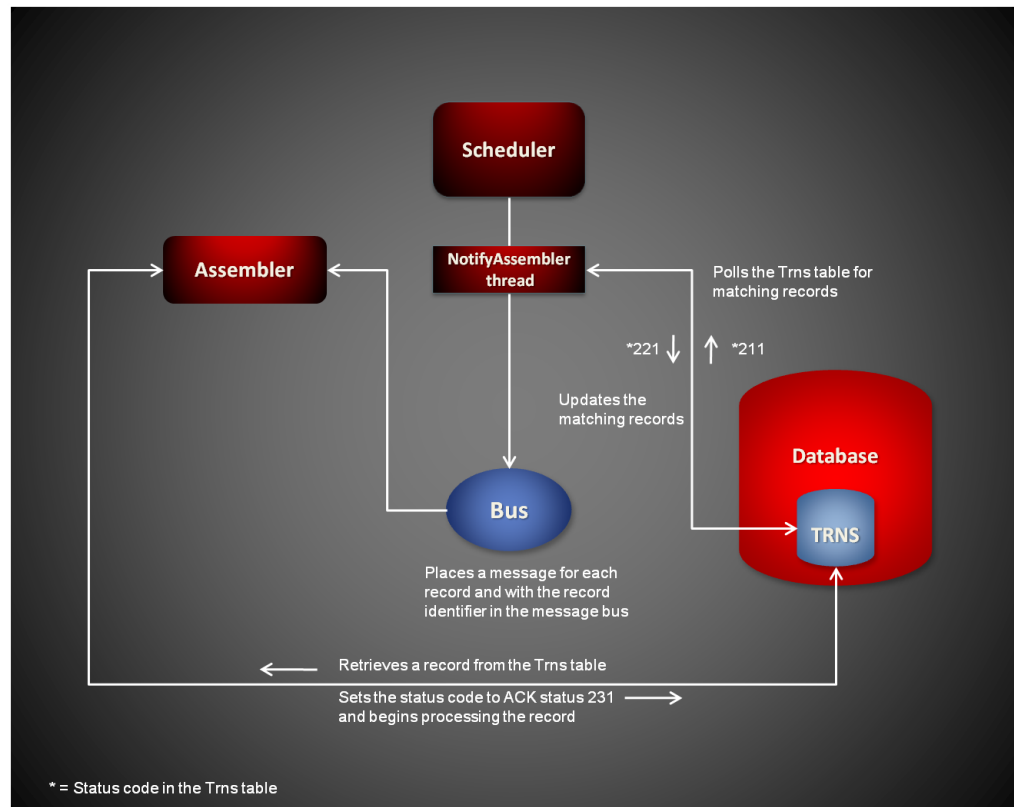 Scheduler
NotifyAssembler
thread
Assembler
Polls the Trns table for
matching records
*221
*211
Updates the
matching records
Database
TRNS
Bus
Places a message for each
record and with the record
identifier in the message bus
Retrieves a record from the Trns table
Sets the status code to ACK status 231
and begins processing the record
* = Status code in the Trns table